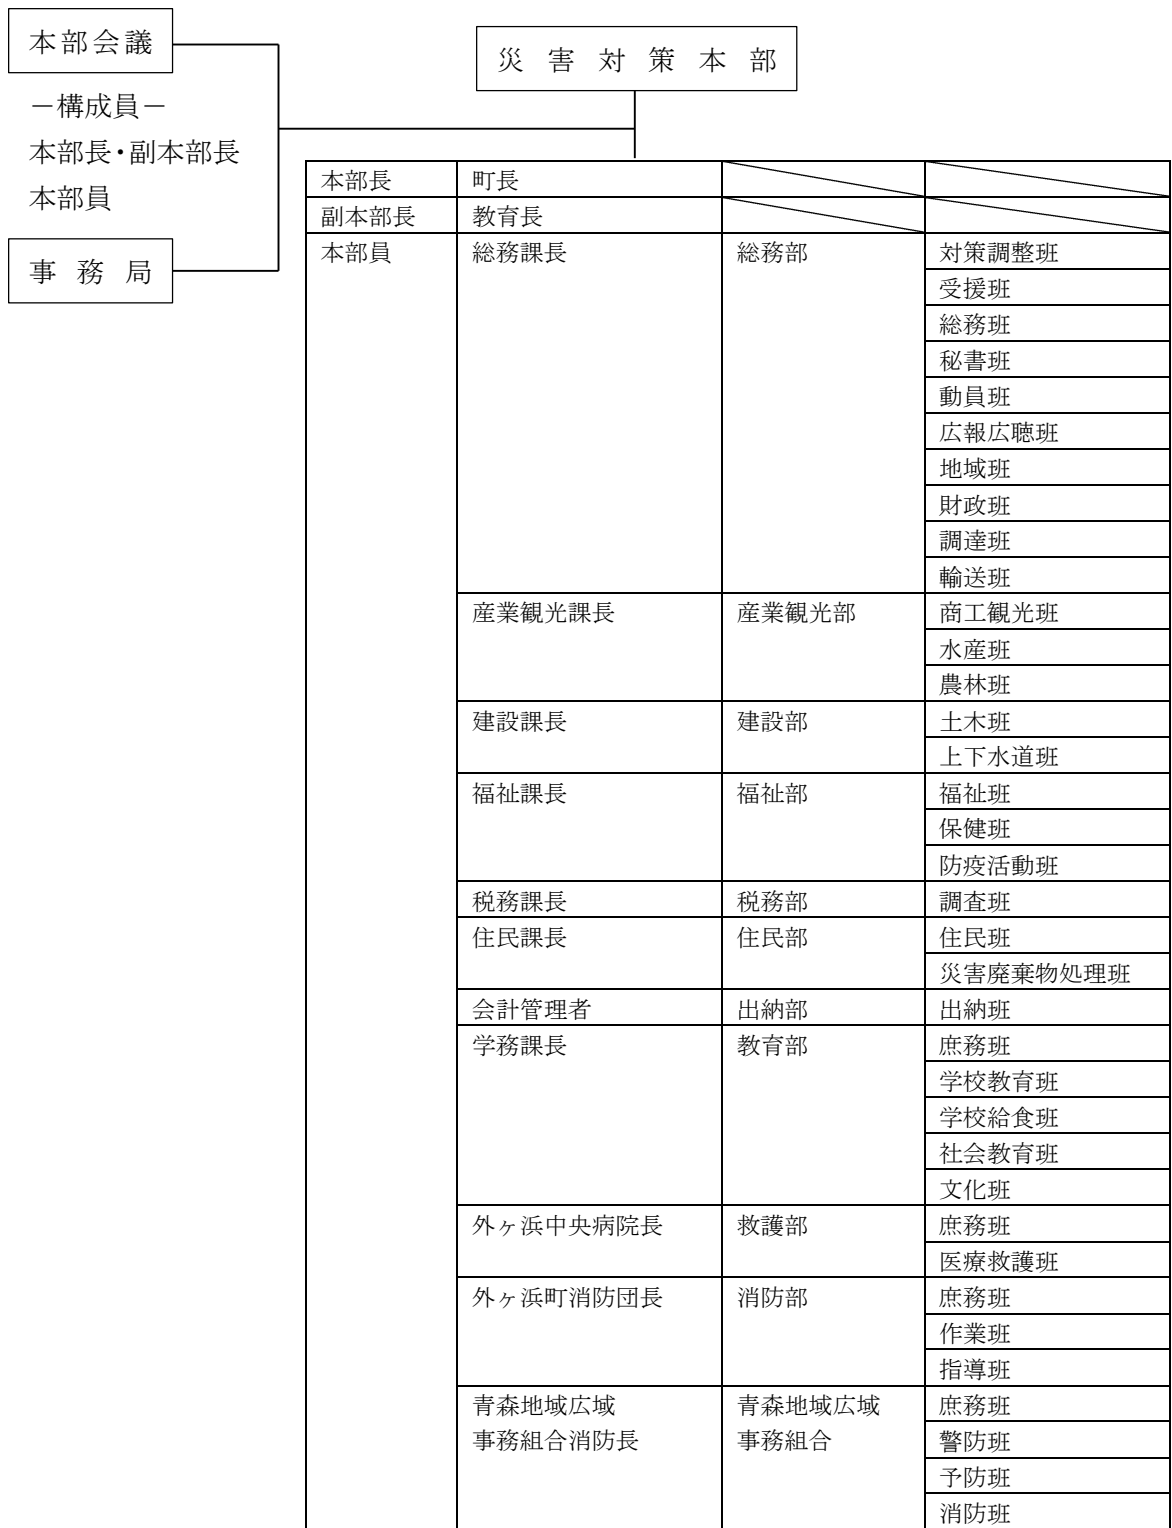 本部会議
災害対策本部
－構成員－
本部長・副本部長
本部員
事務局
本部長 町長
副本部長 教育長
本部員 総務課長 総務部 対策調整班
受援班
総務班
秘書班
動員班
広報広聴班
地域班
財政班
調達班
輸送班
産業観光課長 産業観光部 商工観光班
水産班
農林班
建設課長 建設部 土木班
上下水道班
福祉課長 福祉部 福祉班
保健班
防疫活動班
税務課長 税務部 調査班
住民課長 住民部 住民班
災害廃棄物処理班
会計管理者 出納部 出納班
学務課長 教育部 庶務班
学校教育班
学校給食班
社会教育班
文化班
外ヶ浜中央病院長 救護部 庶務班
医療救護班
外ヶ浜町消防団長 消防部 庶務班
作業班
指導班
青森地域広域 青森地域広域 庶務班
事務組合消防長 事務組合 警防班
予防班
消防班